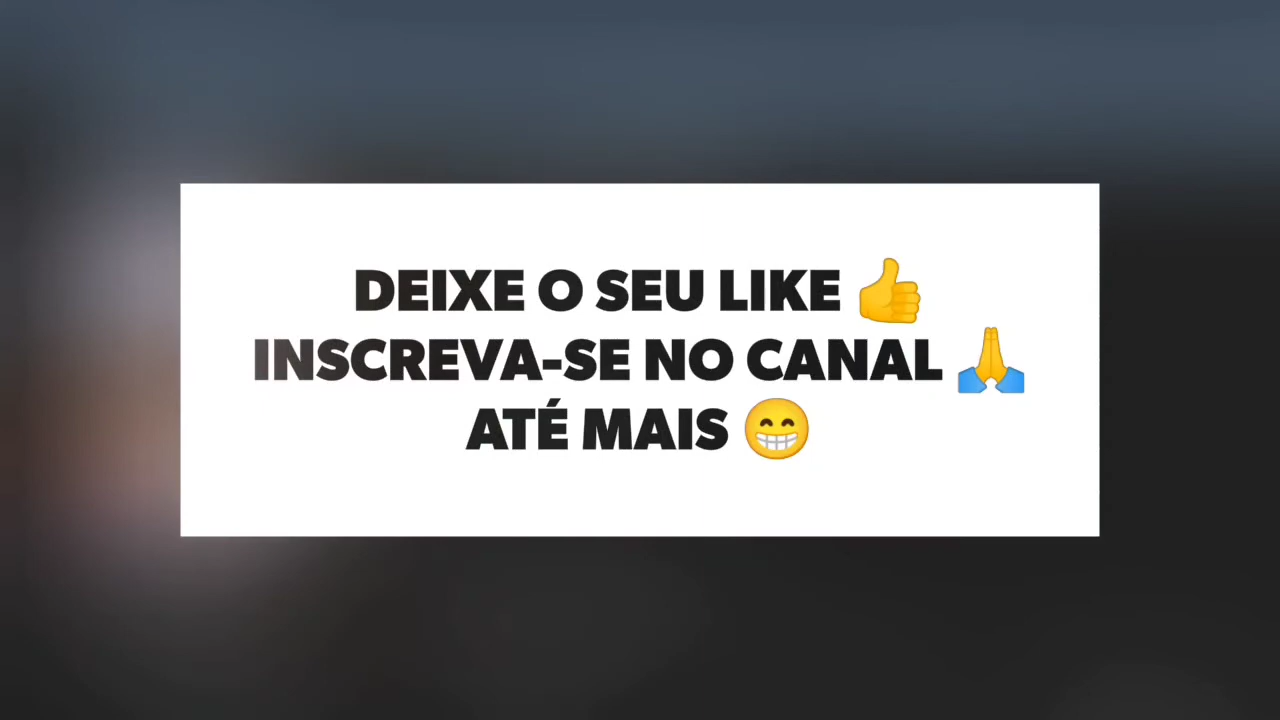 DEIXE O SEU LIKE 👍
INSCREVA-SE NO CANAL 🙏
ATÉ MAIS 😁